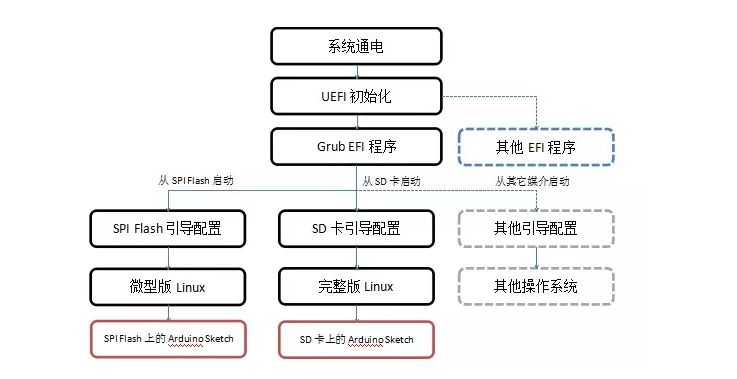 系统通电
UEFI 初始化
Grub EFI 程序
其他 EFI 程序
从 SPI Flash 启动
从 SD 卡启动
从其它媒介启动
SPI Flash 引导配置
SD 卡引导配置
其他引导配置
微型版 Linux
完整版 Linux
其他操作系统
SPI Flash 上的 Arduino Sketch
SD 卡上的 Arduino Sketch